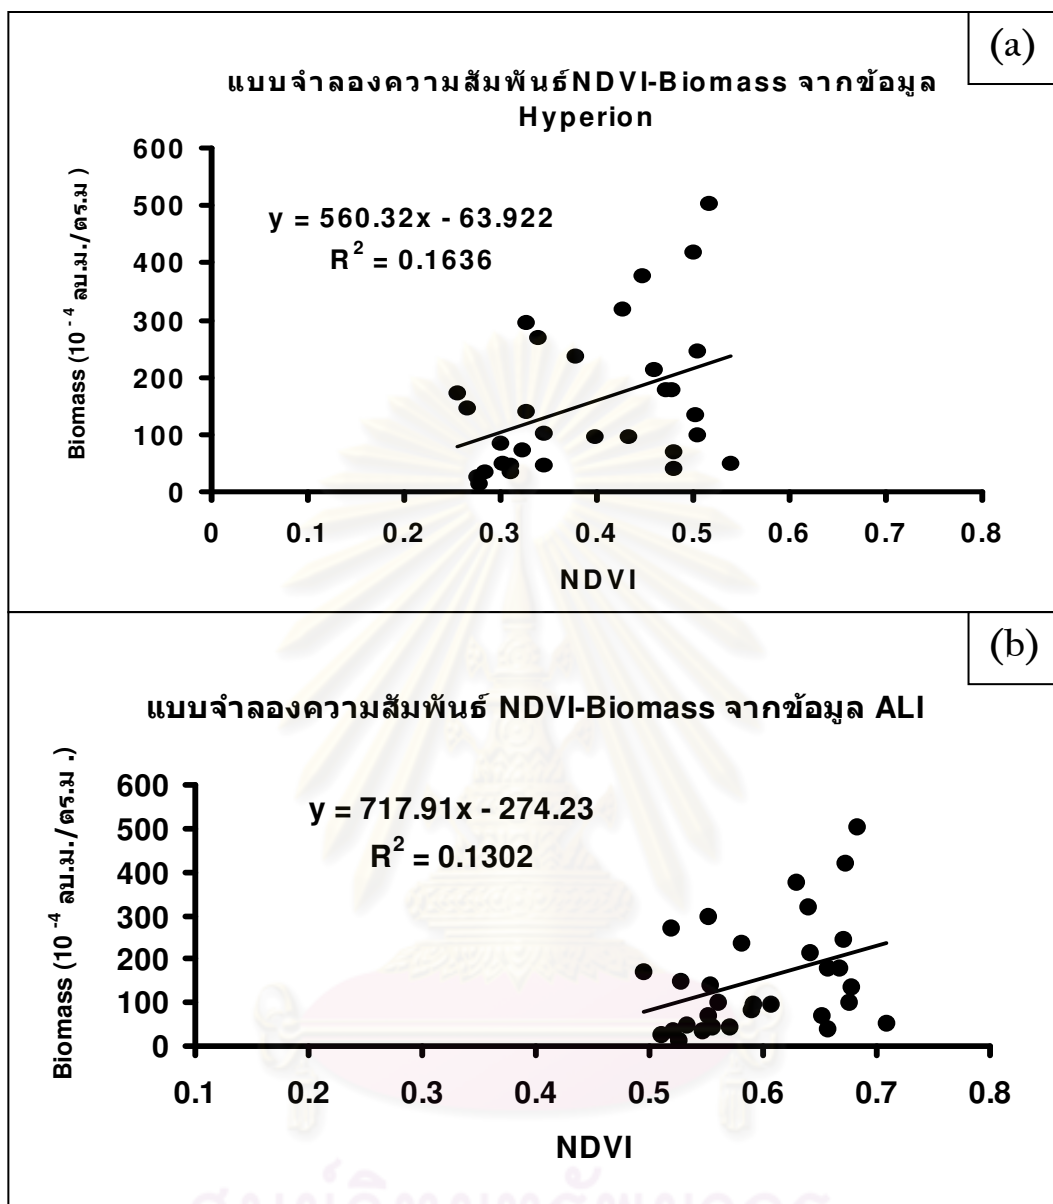 (a)
แบบจำลองความสัมพันธ์NDVI-Biomass จากข้อมูล
Hyperion
Biomass (10 -4 ลบ.ม./ตร.ม )
600
500
400
300
200
100
0
y = 560.32x - 63.922
R2 = 0.1636
0 0.1 0.2 0.3 0.4 0.5 0.6 0.7 0.8
NDVI
(b)
แบบจำลองความสัมพันธ์ NDVI-Biomass จากข้อมูล ALI
Biomass (10 -4 ลบ.ม./ตร.ม .)
600
500
400
300
200
100
0
y = 717.91x - 274.23
R2 = 0.1302
0.1 0.2 0.3 0.4 0.5 0.6 0.7 0.8
NDVI